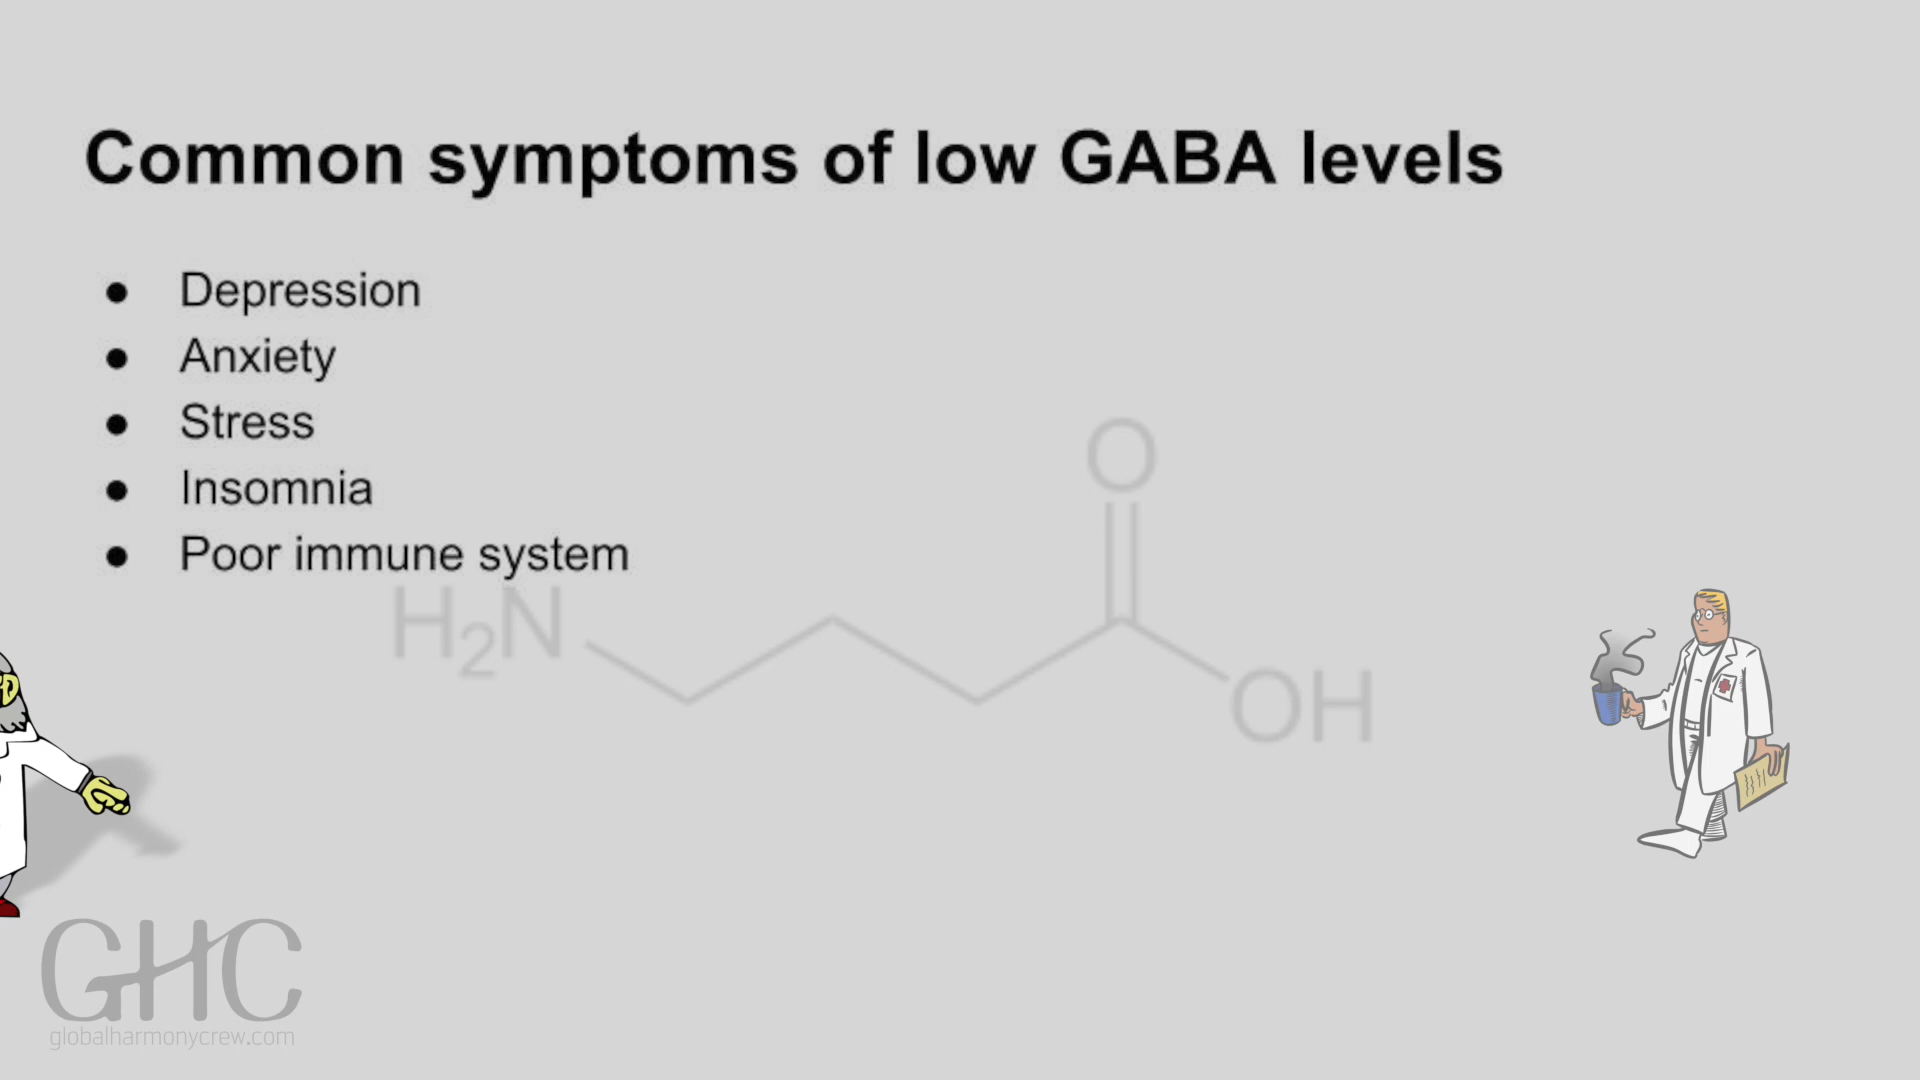 Common symptoms of low GABA levels
● Depression
● Anxiety
● Stress
● Insomnia
● Poor immune system
O
H₂N
OH
GHC
globalharmonycrew.com